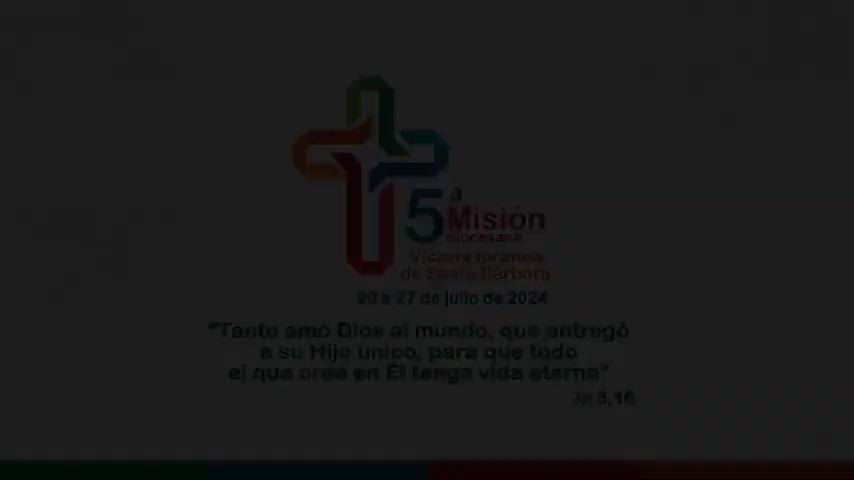 5a
Misión
diocesana
Vicaría foránea
de Santa Bárbara
20 a 27 de julio de 2024
"Tanto amó Dios al mundo, que entregó
a su Hijo único, para que todo
el que cree en Él tenga vida eterna"
Jn 3,16